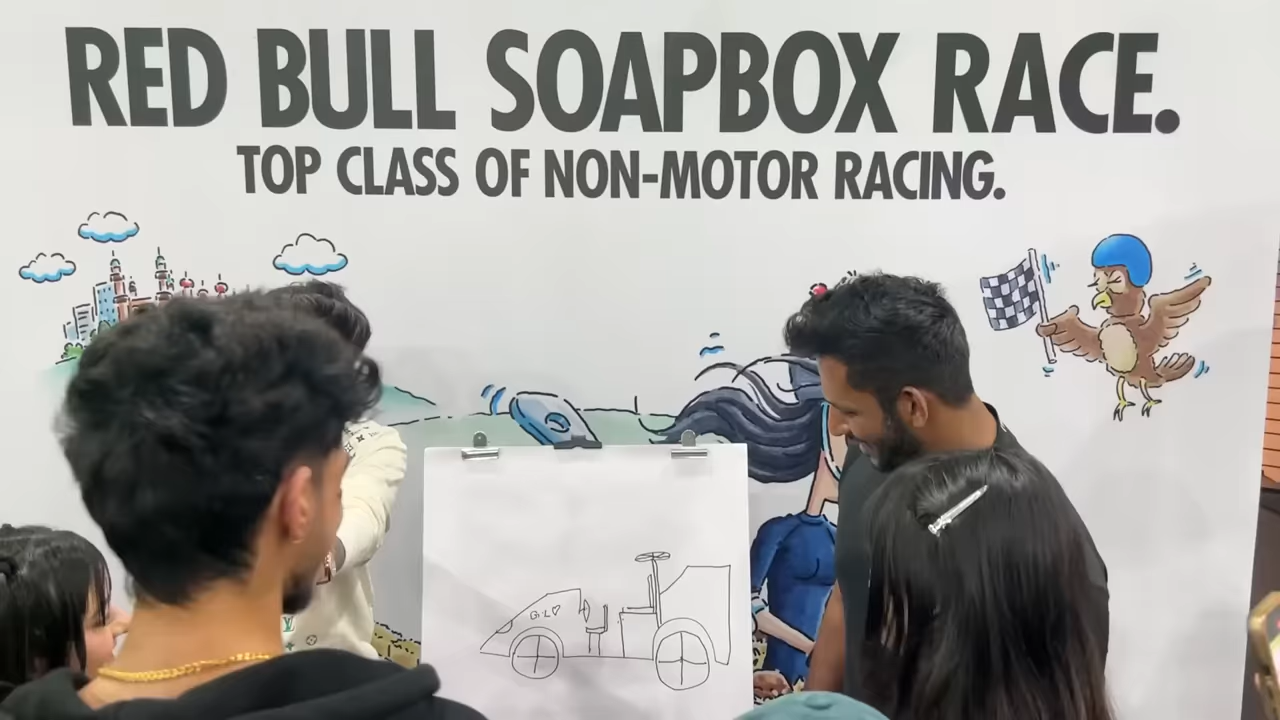 RED BULL SOAPBOX RACE.
TOP CLASS OF NON-MOTOR RACING.